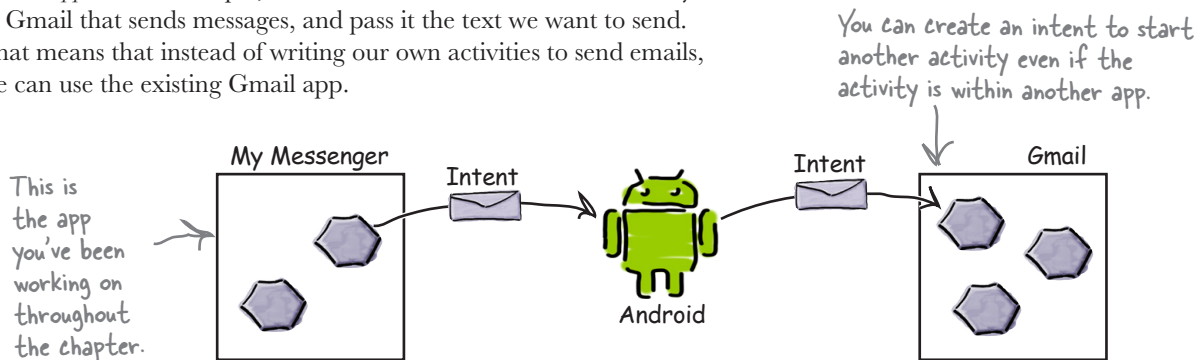 Gmail that sends messages, and pass it the text we want to send.
hat means that instead of writing our own activities to send emails,
e can use the existing Gmail app.
You can create an intent to start
another activity even if the
activity is within another app.
My Messenger
Intent
Intent
Gmail
This is
the app
you've been
working on
throughout
the chapter.
Android